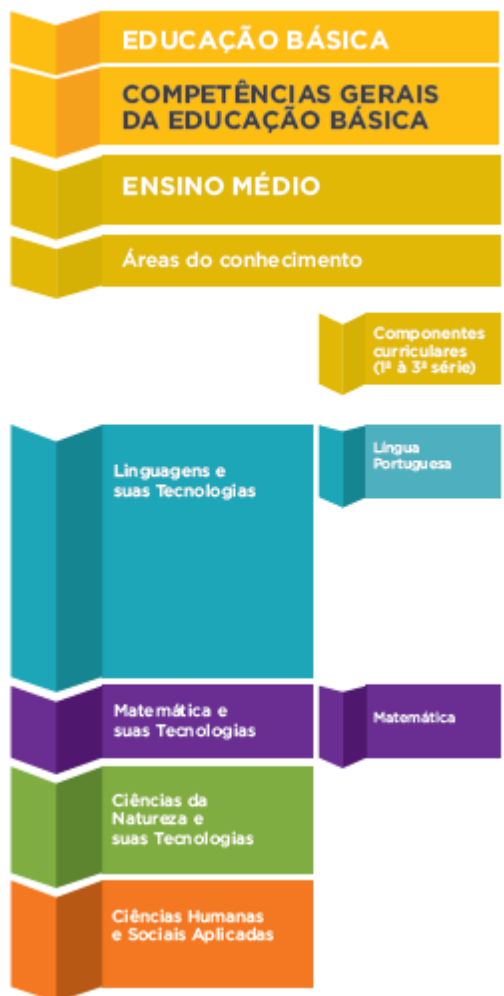 EDUCAÇÃO BÁSICA
COMPETÊNCIAS GERAIS
DA EDUCAÇÃO BÁSICA
ENSINO MÉDIO
Áreas do conhecimento
Componentes
curriculares
(1ª à 3ª série)
Linguagens e
suas Tecnologias
Língua
Portuguesa
Matemática e
suas Tecnologias
Matemática
Ciências da
Natureza e
suas Tecnologias
Ciências Humanas
e Sociais Aplicadas